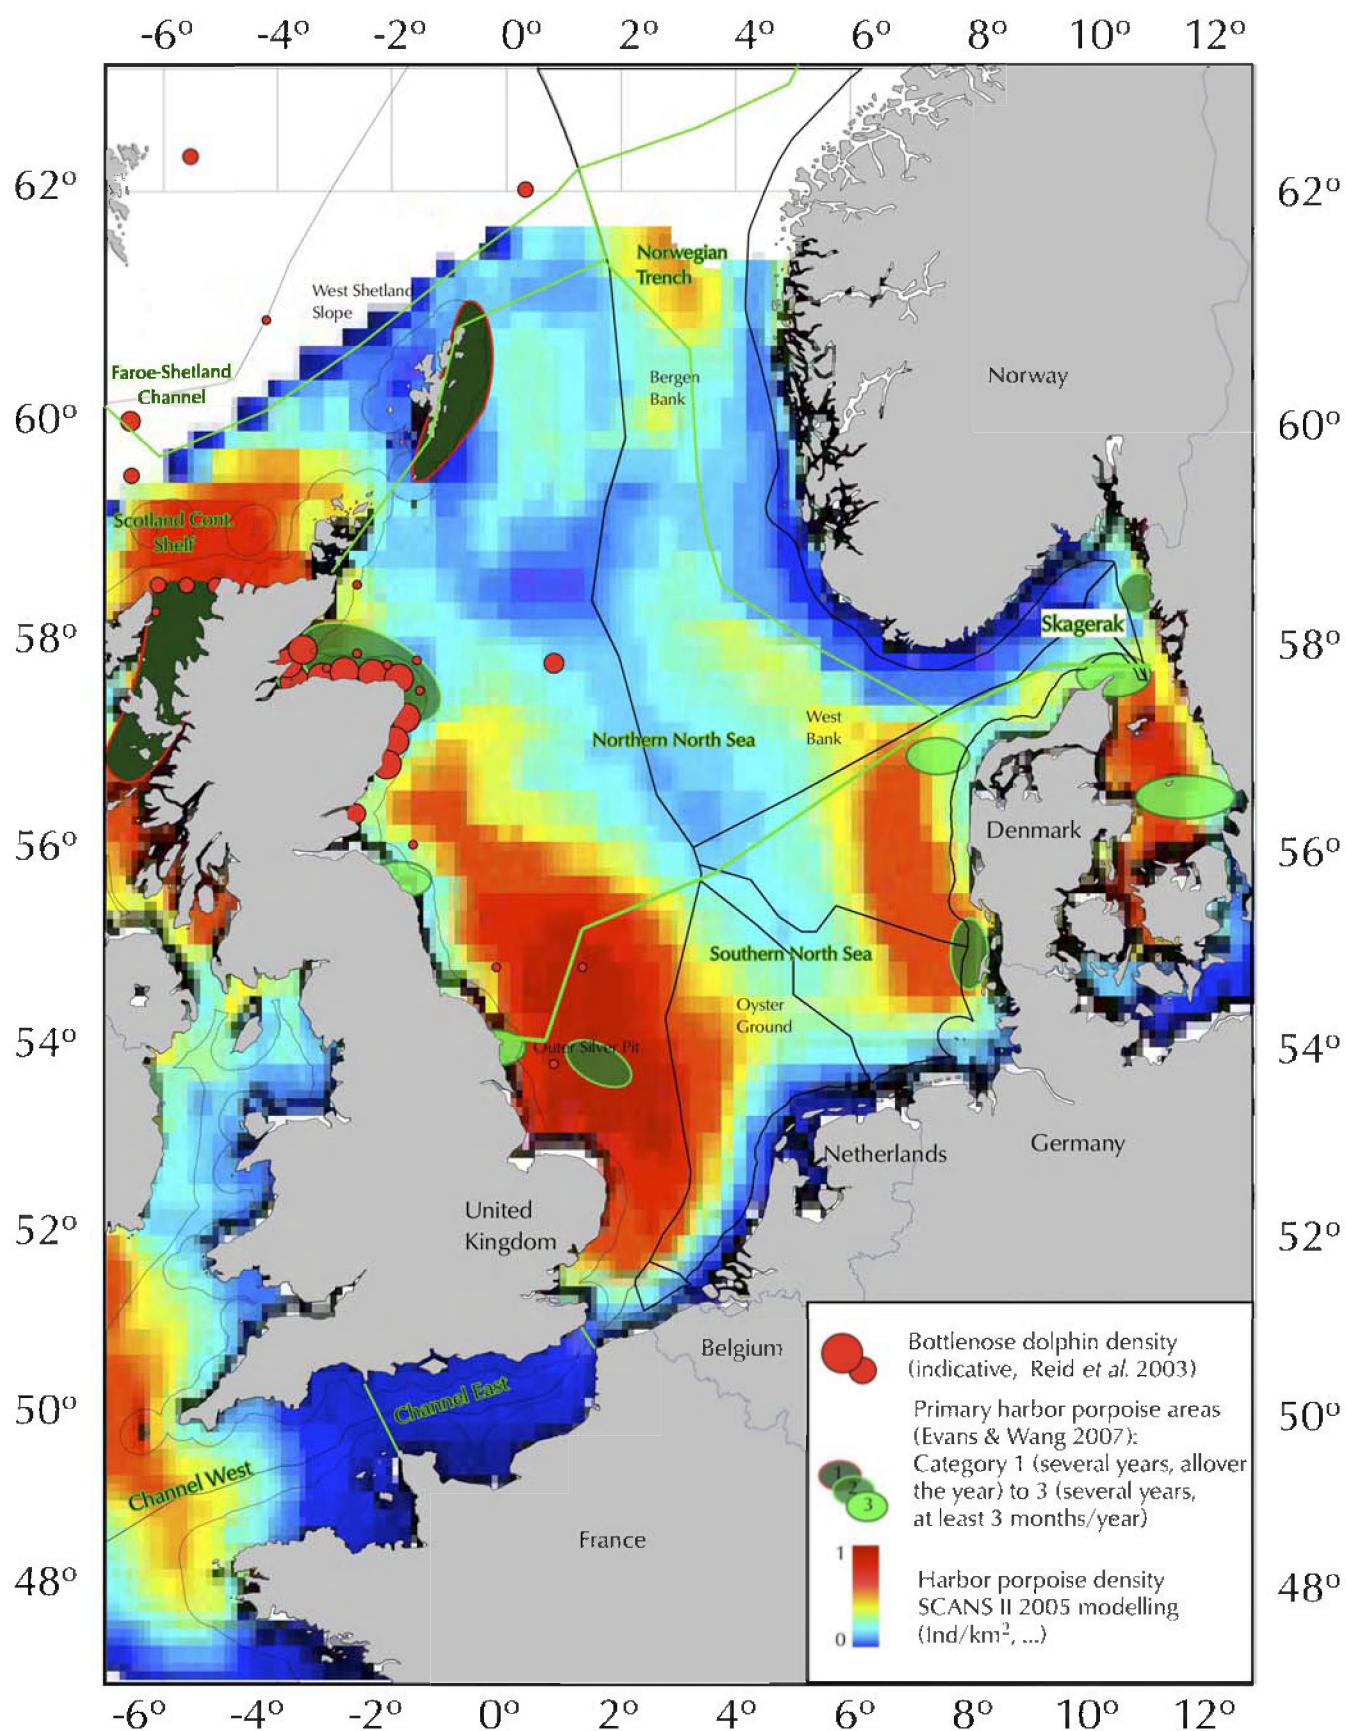 -6° -4° -2° 0° 2° 4° 6° 8° 10° 12°
62° 62°
Norwegian
Trench
West Shetland
Slope
Faroe-Shetland
Channel
Bergen
Bank
Norway
60° 60°
Scotland Cont.
Shelf
Skagerak
58° 58°
West
Bank
Northern North Sea
Denmark
56° 56°
Southern North Sea
Oyster
Ground
54° 54°
Outer Silver Pit
Netherlands
Germany
United
Kingdom
52° 52°
Belgium
Channel East
50° 50°
Channel West
France
48° 48°
Bottlenose dolphin density
(indicative, Reid et al. 2003)
Primary harbor porpoise areas
(Evans & Wang 2007):
Category 1 (several years, allover
the year) to 3 (several years,
at least 3 months/year)
1
2
3
1
0
Harbor porpoise density
SCANS II 2005 modelling
(Ind/km², ...)
-6° -4° -2° 0° 2° 4° 6° 8° 10° 12°